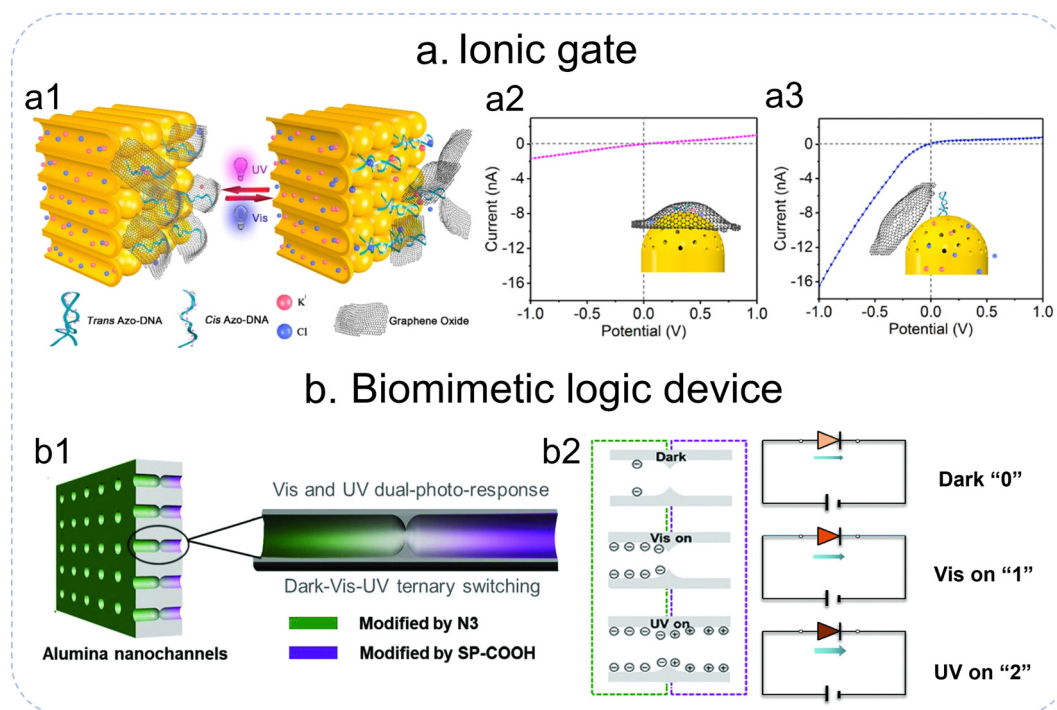 a. Ionic gate
a1
UV
Vis
Trans Azo-DNA
Cis Azo-DNA
K
Cl
Graphene Oxide
a2
Current (nA)
0
-4
-8
-12
-16
-1.0 -0.5 0.0 0.5 1.0
Potential (V)
a3
Current (nA)
0
-4
-8
-12
-16
-1.0 -0.5 0.0 0.5 1.0
Potential (V)
b. Biomimetic logic device
b1
Vis and UV dual-photo-response
Dark-Vis-UV ternary switching
Modified by N3
Modified by SP-COOH
Alumina nanochannels
b2
Dark
Vis on
UV on
Dark “0”
Vis on “1”
UV on “2”